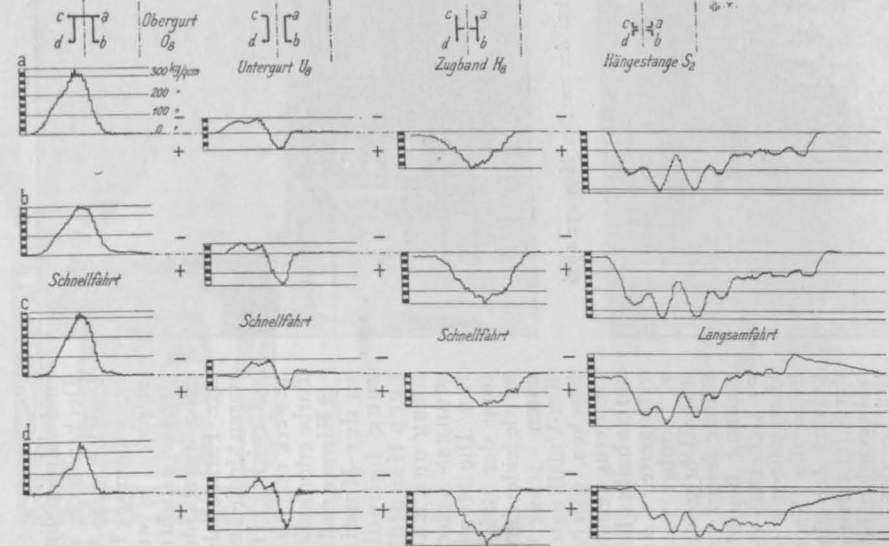 c a
d b
Obergurt
O8
c a
d b
Untergurt U8
c a
d b
Zugband H8
c a
d b
Hängestange S2
a
300 kg/qcm
200 "
100 "
0 "
− − −
+ + +
b
− − −
+ + +
Schnellfahrt
c
Schnellfahrt
Schnellfahrt
Langsamfahrt
− − −
+ + +
d
− − −
+ + +